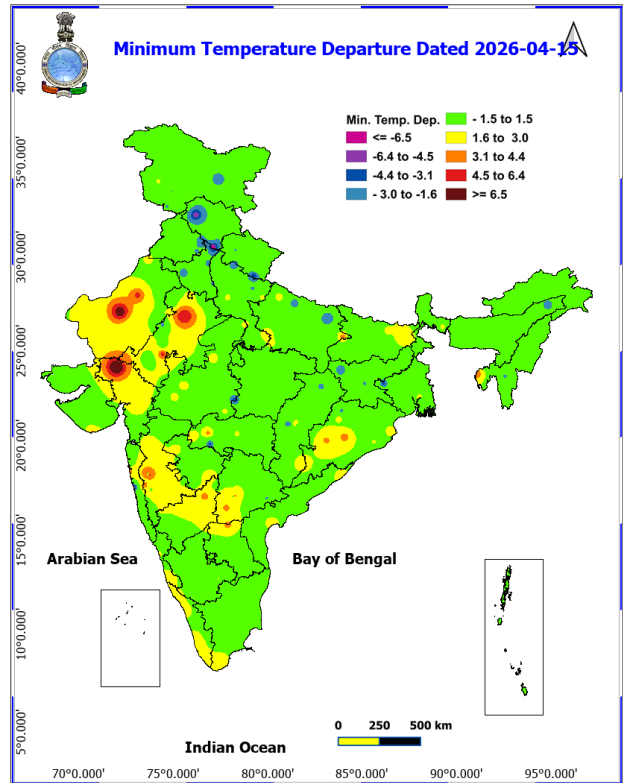 Minimum Temperature Departure Dated 2026-04-15
Min. Temp. Dep.
<= -6.5
-6.4 to -4.5
-4.4 to -3.1
- 3.0 to -1.6
- 1.5 to 1.5
1.6 to 3.0
3.1 to 4.4
4.5 to 6.4
>= 6.5
40°0.000'
35°0.000'
30°0.000'
25°0.000'
20°0.000'
15°0.000'
10°0.000'
5°0.000'
Arabian Sea
Bay of Bengal
Indian Ocean
0 250 500 km
70°0.000' 75°0.000' 80°0.000' 85°0.000' 90°0.000' 95°0.000'